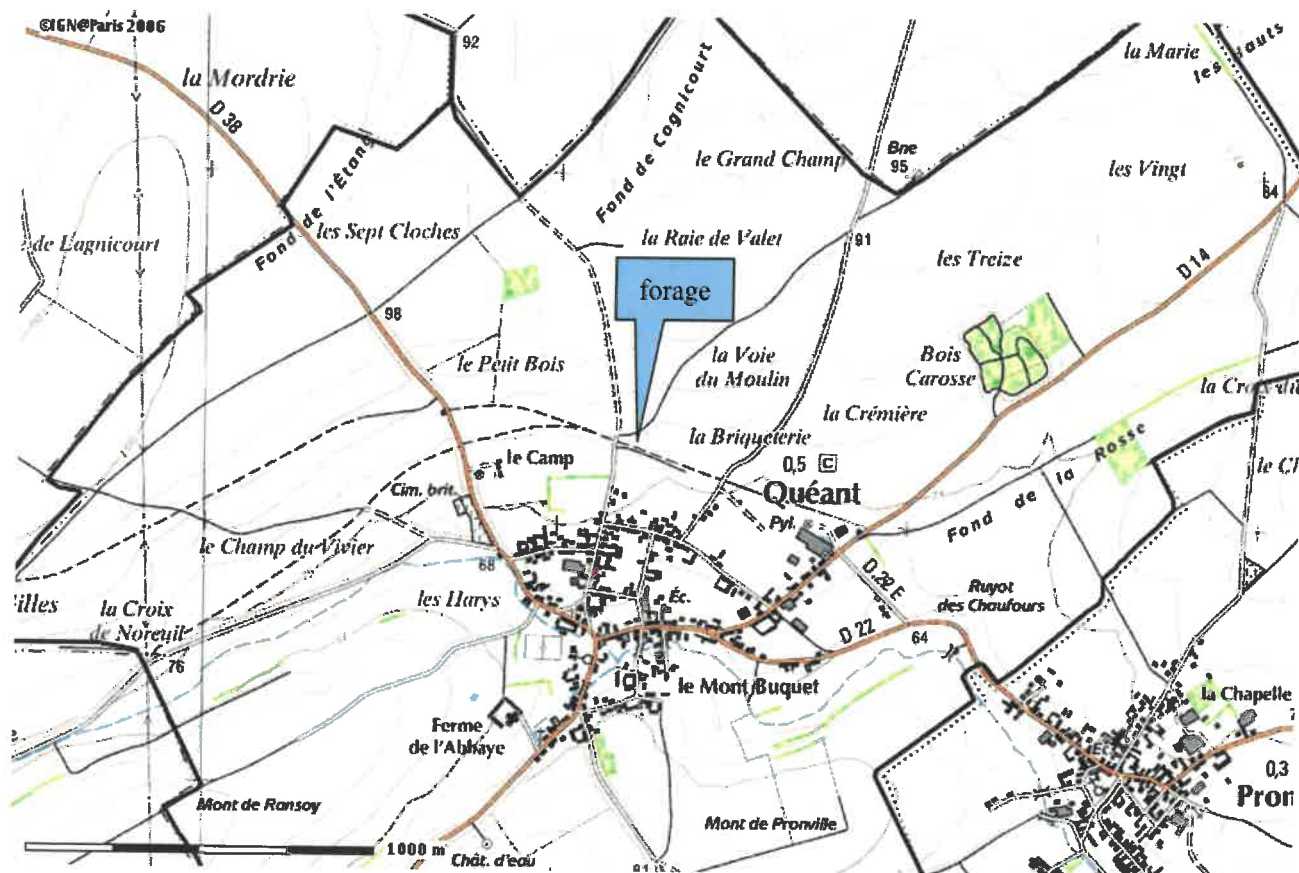 ©IGN@Paris 2006
92
la Mordrie
D 38
la Marie
les Hauts
Fond de Cognicourt
le Grand Champ
Bne
95
les Vingt
Fond de l'Étang
84
les Sept Cloches
la Raie de Valet
91
de Lagnicourt
les Treize
D 14
forage
98
le Petit Bois
la Voie
du Moulin
Bois
Carosse
la Crémière
la Briqueterie
le Camp
0,5 C
Quéant
Rosse
Fond de la
Cim. brit.
Pyl.
le Champ du Vivier
68
D 22 E
Ruyot
des Chaufours
les Harys
Éc.
la Croix
de Noreuil
76
D 22
64
le Mont Buquet
la Chapelle
Ferme
de l'Abbaye
Éc.
0,3
Pron
Mont de Ransoy
Mont de Pronville
1000 m
Chât. d'eau
91